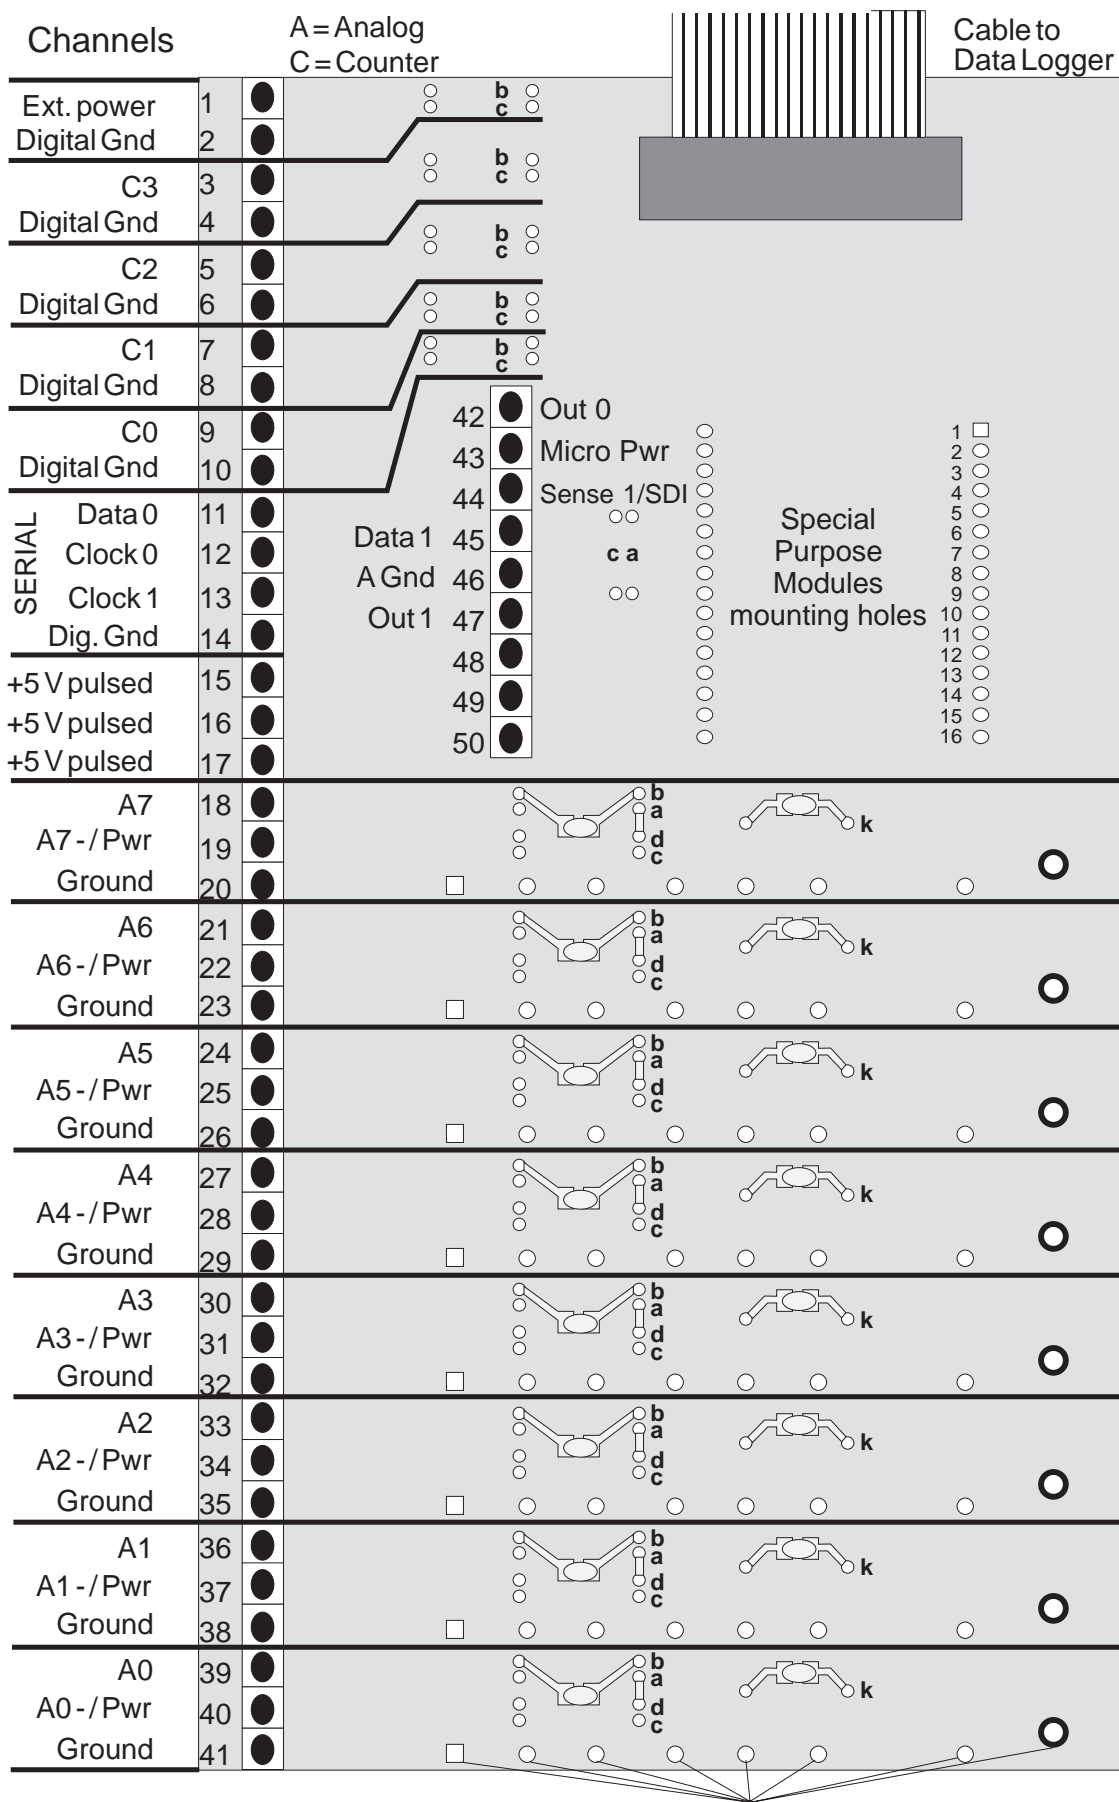 Channels
A = Analog
C = Counter
Cable to
Data Logger
Ext. power 1
Digital Gnd 2
b
c
C3 3
Digital Gnd 4
b
c
C2 5
Digital Gnd 6
b
c
C1 7
Digital Gnd 8
b
c
C0 9
Digital Gnd 10
b
c
SERIAL
Data 0 11
Clock 0 12
Clock 1 13
Dig. Gnd 14
+5 V pulsed 15
+5 V pulsed 16
+5 V pulsed 17
42 Out 0
43 Micro Pwr
44 Sense 1/SDI
Data 1 45
A Gnd 46
Out 1 47
48
49
50
c a
Special
Purpose
Modules
mounting holes
1
2
3
4
5
6
7
8
9
10
11
12
13
14
15
16
A7 18
A7 - / Pwr 19
Ground 20
b
a
d
c
k
A6 21
A6 - / Pwr 22
Ground 23
b
a
d
c
k
A5 24
A5 - / Pwr 25
Ground 26
b
a
d
c
k
A4 27
A4 - / Pwr 28
Ground 29
b
a
d
c
k
A3 30
A3 - / Pwr 31
Ground 32
b
a
d
c
k
A2 33
A2 - / Pwr 34
Ground 35
b
a
d
c
k
A1 36
A1 - / Pwr 37
Ground 38
b
a
d
c
k
A0 39
A0 - / Pwr 40
Ground 41
b
a
d
c
k